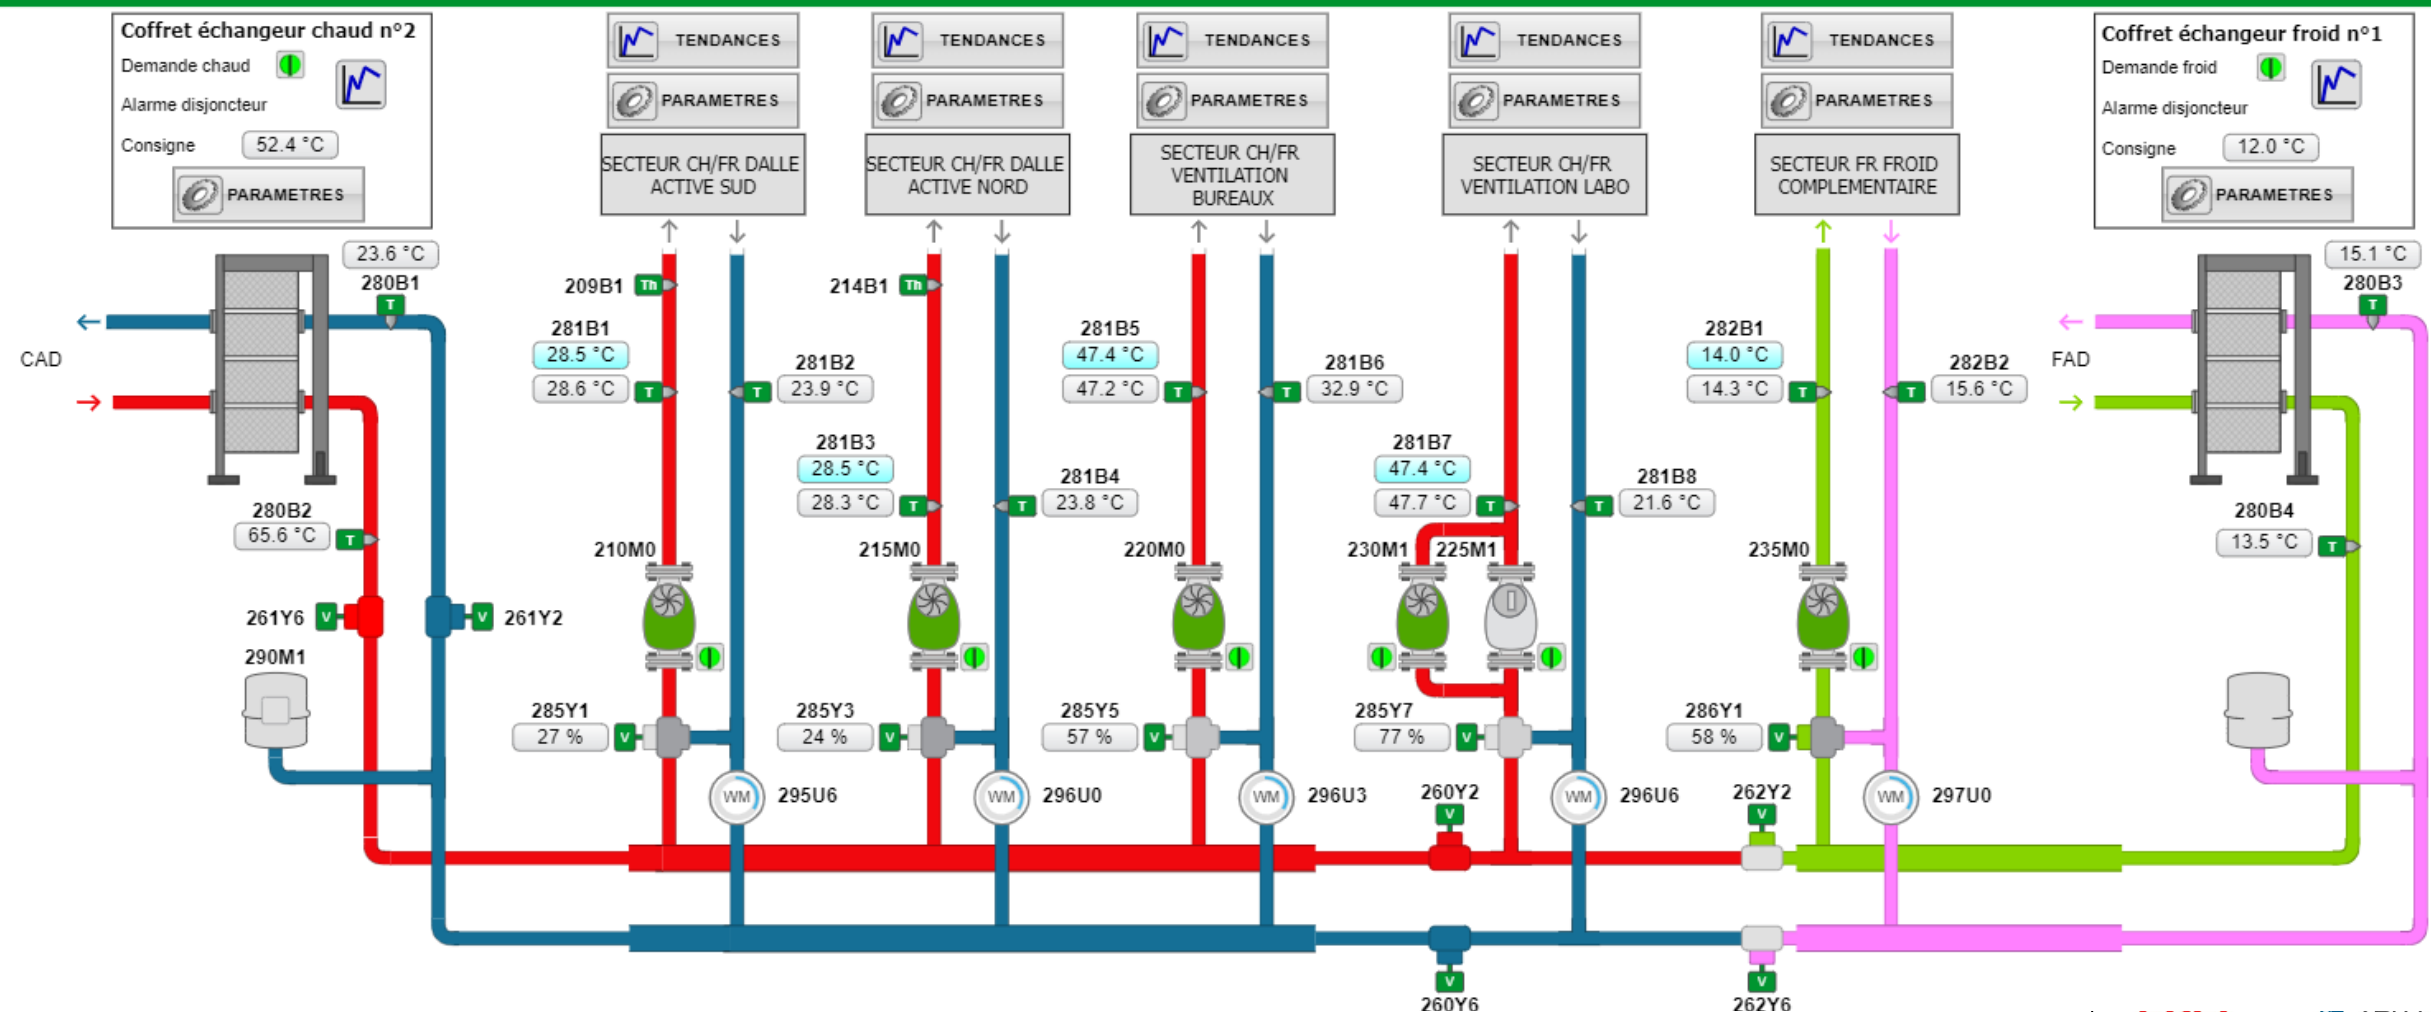 Coffret échangeur chaud n°2
Demande chaud
Alarme disjoncteur
Consigne 52.4 °C
PARAMETRES
TENDANCES
PARAMETRES
SECTEUR CH/FR DALLE
ACTIVE SUD
TENDANCES
PARAMETRES
SECTEUR CH/FR DALLE
ACTIVE NORD
TENDANCES
PARAMETRES
SECTEUR CH/FR
VENTILATION
BUREAUX
TENDANCES
PARAMETRES
SECTEUR CH/FR
VENTILATION LABO
TENDANCES
PARAMETRES
SECTEUR FR FROID
COMPLEMENTAIRE
Coffret échangeur froid n°1
Demande froid
Alarme disjoncteur
Consigne 12.0 °C
PARAMETRES
23.6 °C
280B1
T
CAD
280B2
65.6 °C
T
261Y6
V
V
261Y2
290M1
209B1
Th
281B1
28.5 °C
28.6 °C
T
281B2
T
23.9 °C
210M0
285Y1
27 %
V
WM
295U6
214B1
Th
281B3
28.5 °C
28.3 °C
T
281B4
T
23.8 °C
215M0
285Y3
24 %
V
WM
296U0
281B5
47.4 °C
47.2 °C
T
281B6
T
32.9 °C
220M0
285Y5
57 %
V
WM
296U3
281B7
47.4 °C
47.7 °C
T
281B8
T
21.6 °C
230M1
225M1
285Y7
77 %
V
260Y2
V
WM
296U6
V
260Y6
282B1
14.0 °C
14.3 °C
T
282B2
T
15.6 °C
235M0
286Y1
58 %
V
262Y2
V
WM
297U0
V
262Y6
15.1 °C
280B3
T
FAD
280B4
13.5 °C
T